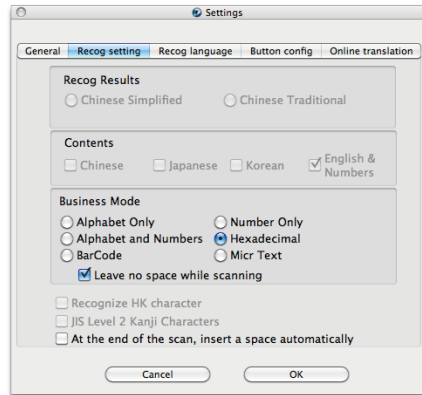 Settings
General Recog setting Recog language Button config Online translation
Recog Results
Chinese Simplified Chinese Traditional
Contents
Chinese Japanese Korean English &
Numbers
Business Mode
Alphabet Only Number Only
Alphabet and Numbers Hexadecimal
BarCode Micr Text
Leave no space while scanning
Recognize HK character
JIS Level 2 Kanji Characters
At the end of the scan, insert a space automatically
Cancel OK